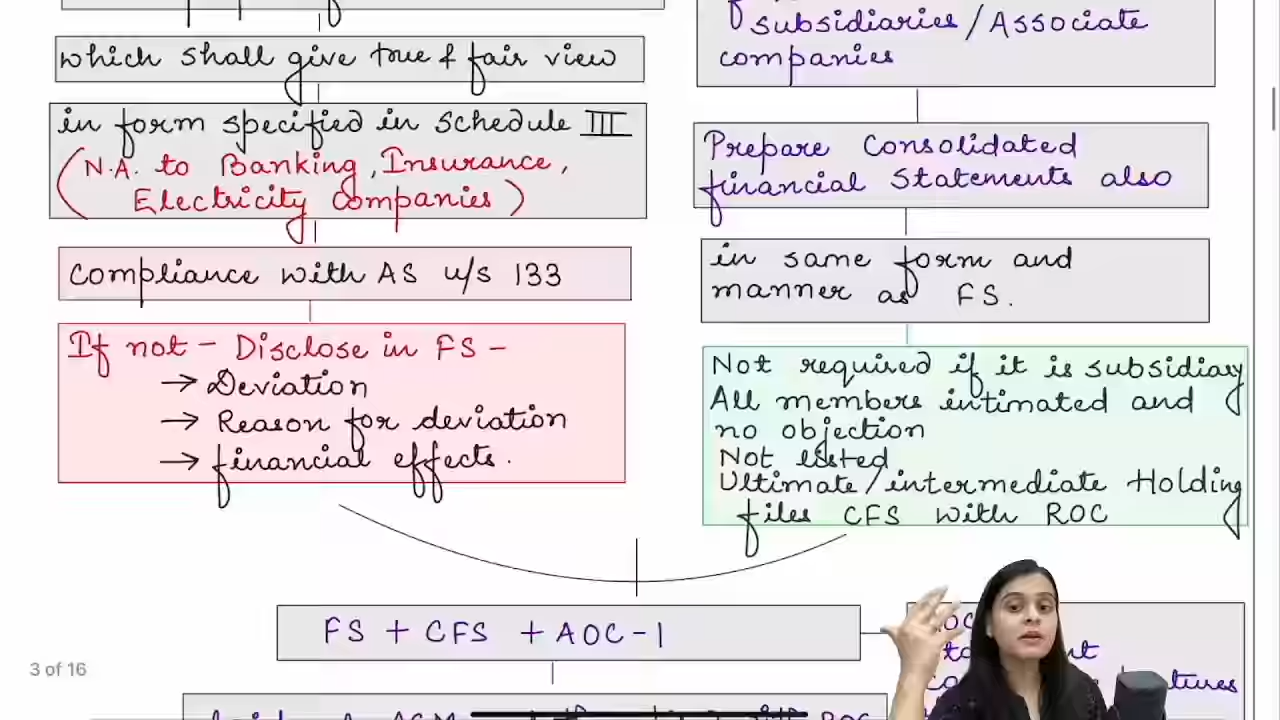 which shall give true & fair view
in form specified in schedule III
(N.A. to Banking, Insurance,
Electricity Companies)
Compliance with AS u/s 133
If not - Disclose in FS -
→ Deviation
→ Reason for deviation
→ financial effects.
subsidiaries/Associate
companies
Prepare Consolidated
financial Statements also
in same form and
manner as FS.
Not required if it is subsidiary
All members intimated and
no objection
Not listed
Ultimate/intermediate Holding
files CFS with ROC
FS + CFS + AOC-1
3 of 16